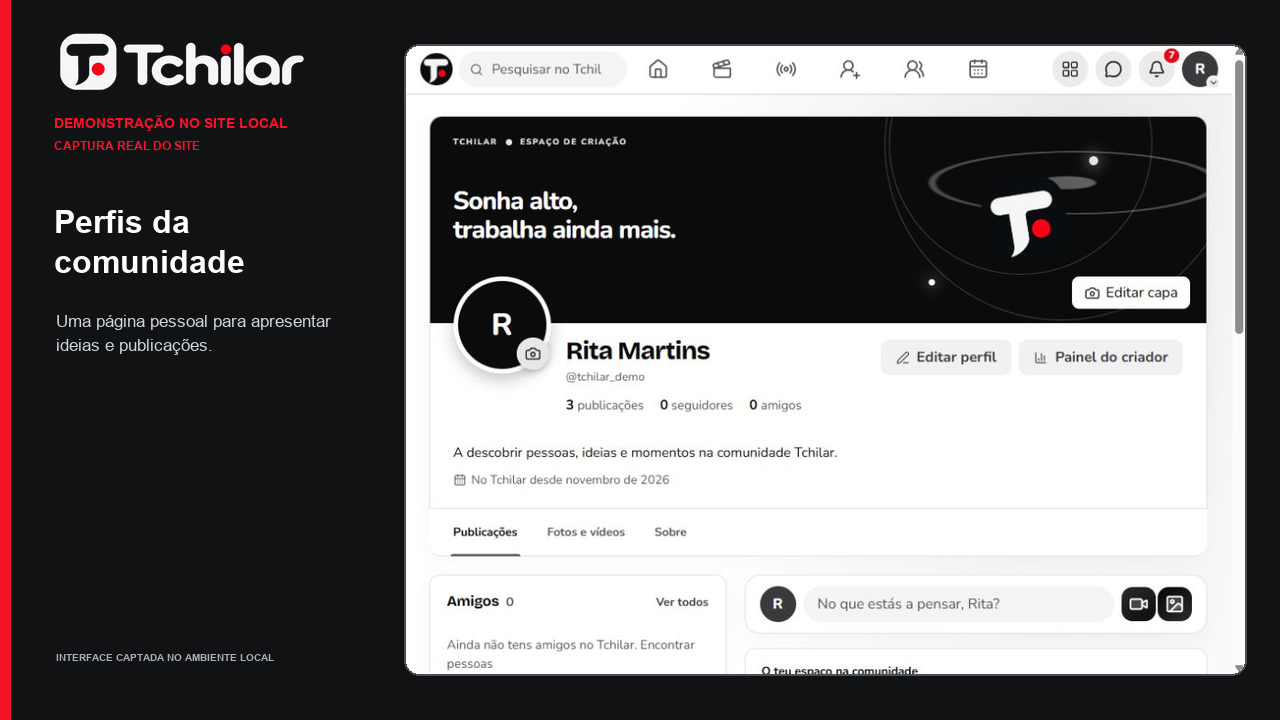 Tchilar
DEMONSTRAÇÃO NO SITE LOCAL
CAPTURA REAL DO SITE
Perfis da
comunidade
Uma página pessoal para apresentar
ideias e publicações.
INTERFACE CAPTADA NO AMBIENTE LOCAL
Pesquisar no Tchil
7
R
TCHILAR ● ESPAÇO DE CRIAÇÃO
Sonha alto,
trabalha ainda mais.
Editar capa
R
Rita Martins
@tchilar_demo
3 publicações 0 seguidores 0 amigos
Editar perfil
Painel do criador
A descobrir pessoas, ideias e momentos na comunidade Tchilar.
No Tchilar desde novembro de 2026
Publicações Fotos e vídeos Sobre
Amigos 0 Ver todos
Ainda não tens amigos no Tchilar. Encontrar
pessoas
R No que estás a pensar, Rita?
O teu espaço na comunidade